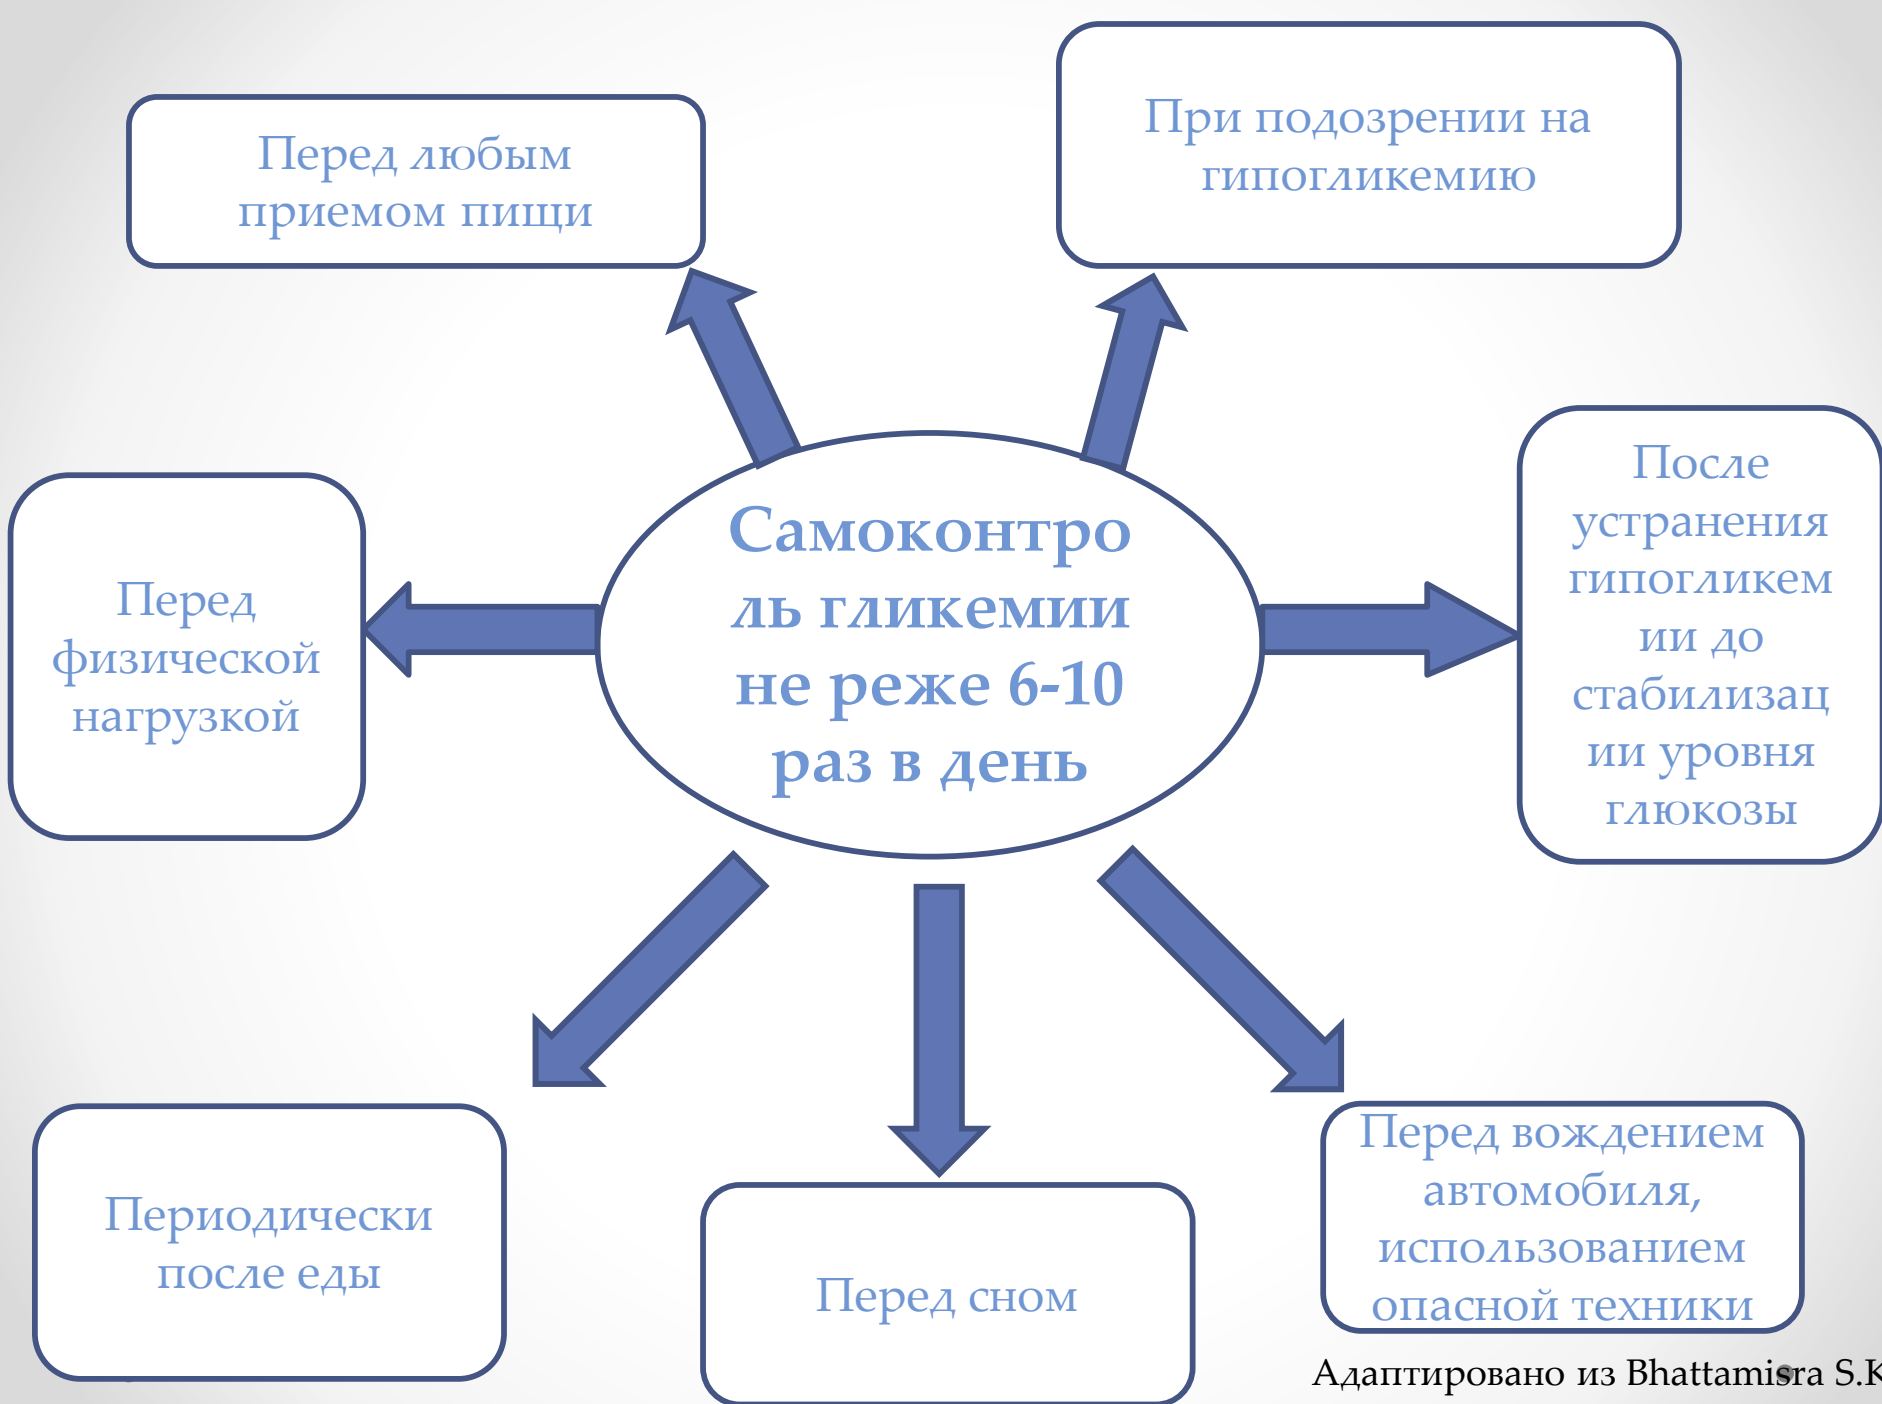 Перед любым
приемом пищи
При подозрении на
гипогликемию
Перед
физической
нагрузкой
Самоконтро
ль гликемии
не реже 6-10
раз в день
После
устранения
гипогликем
ии до
стабилизац
ии уровня
глюкозы
Периодически
после еды
Перед сном
Перед вождением
автомобиля,
использованием
опасной техники
Адаптировано из Bhattamisra S.K